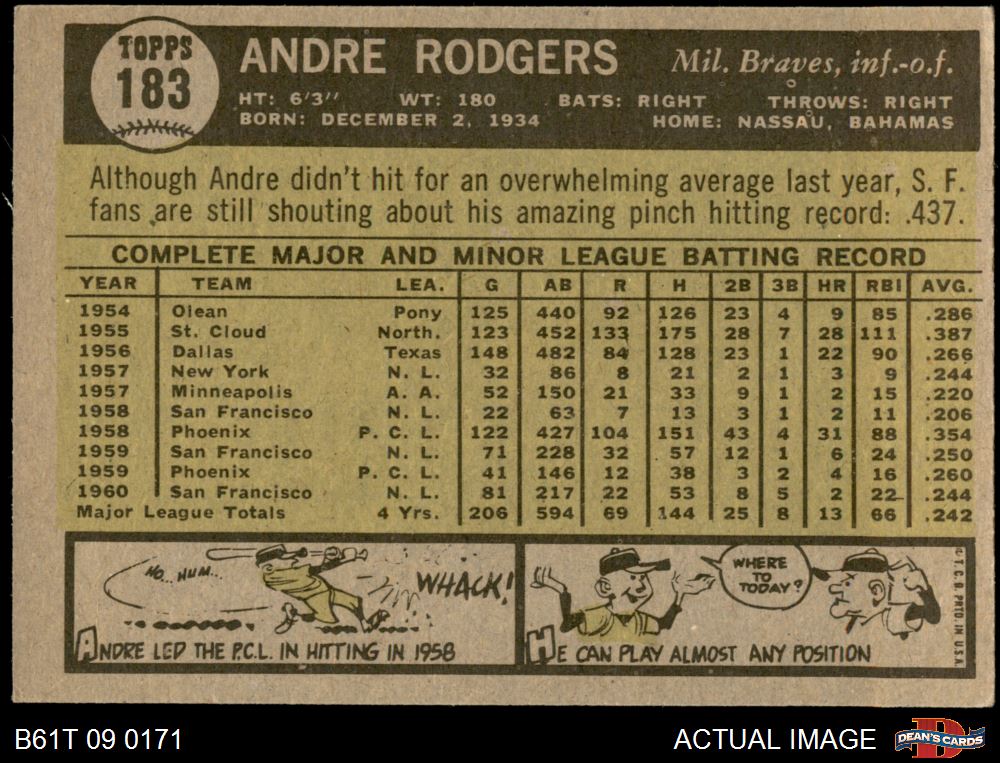 TOPPS
183
ANDRE RODGERS Mil. Braves, inf.-o.f.
HT: 6'3" WT: 180 BATS: RIGHT THROWS: RIGHT
BORN: DECEMBER 2, 1934 HOME: NASSAU, BAHAMAS
Although Andre didn't hit for an overwhelming average last year, S. F.
fans are still shouting about his amazing pinch hitting record: .437.
COMPLETE MAJOR AND MINOR LEAGUE BATTING RECORD
YEAR TEAM LEA. G AB R H 2B 3B HR RBI AVG.
1954 Olean Pony 125 440 92 126 23 4 9 85 .286
1955 St. Cloud North. 123 452 133 175 28 7 28 111 .387
1956 Dallas Texas 148 482 84 128 23 1 22 90 .266
1957 New York N. L. 32 86 8 21 2 1 3 9 .244
1957 Minneapolis A. A. 52 150 21 33 9 1 2 15 .220
1958 San Francisco N. L. 22 63 7 13 3 1 2 11 .206
1958 Phoenix P. C. L. 122 427 104 151 43 4 31 88 .354
1959 San Francisco N. L. 71 228 32 57 12 1 6 24 .250
1959 Phoenix P. C. L. 41 146 12 38 3 2 4 16 .260
1960 San Francisco N. L. 81 217 22 53 8 5 2 22 .244
Major League Totals 4 Yrs. 206 594 69 144 25 8 13 66 .242
HO.. HUM...
WHACK!
ANDRE LED THE P.C.L. IN HITTING IN 1958
WHERE
TO
TODAY?
HE CAN PLAY ALMOST ANY POSITION
© T. C. G. PRTD. IN U.S.A.
B61T 09 0171
ACTUAL IMAGE
DEAN'S CARDS